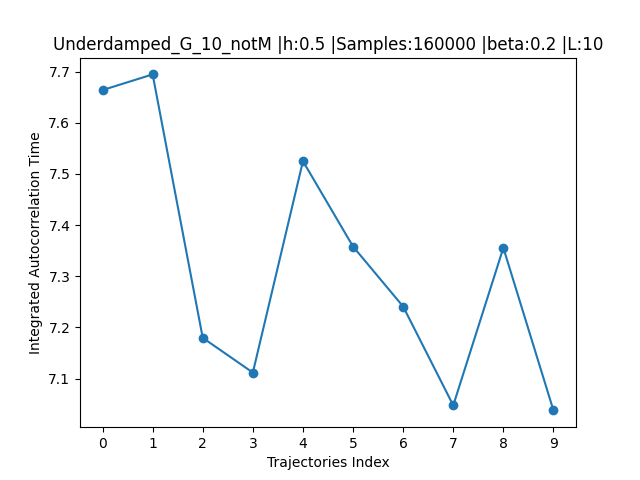 Underdamped_G_10_notM |h:0.5 |Samples:160000 |beta:0.2 |L:10
Integrated Autocorrelation Time
7.7
7.6
7.5
7.4
7.3
7.2
7.1
0 1 2 3 4 5 6 7 8 9
Trajectories Index